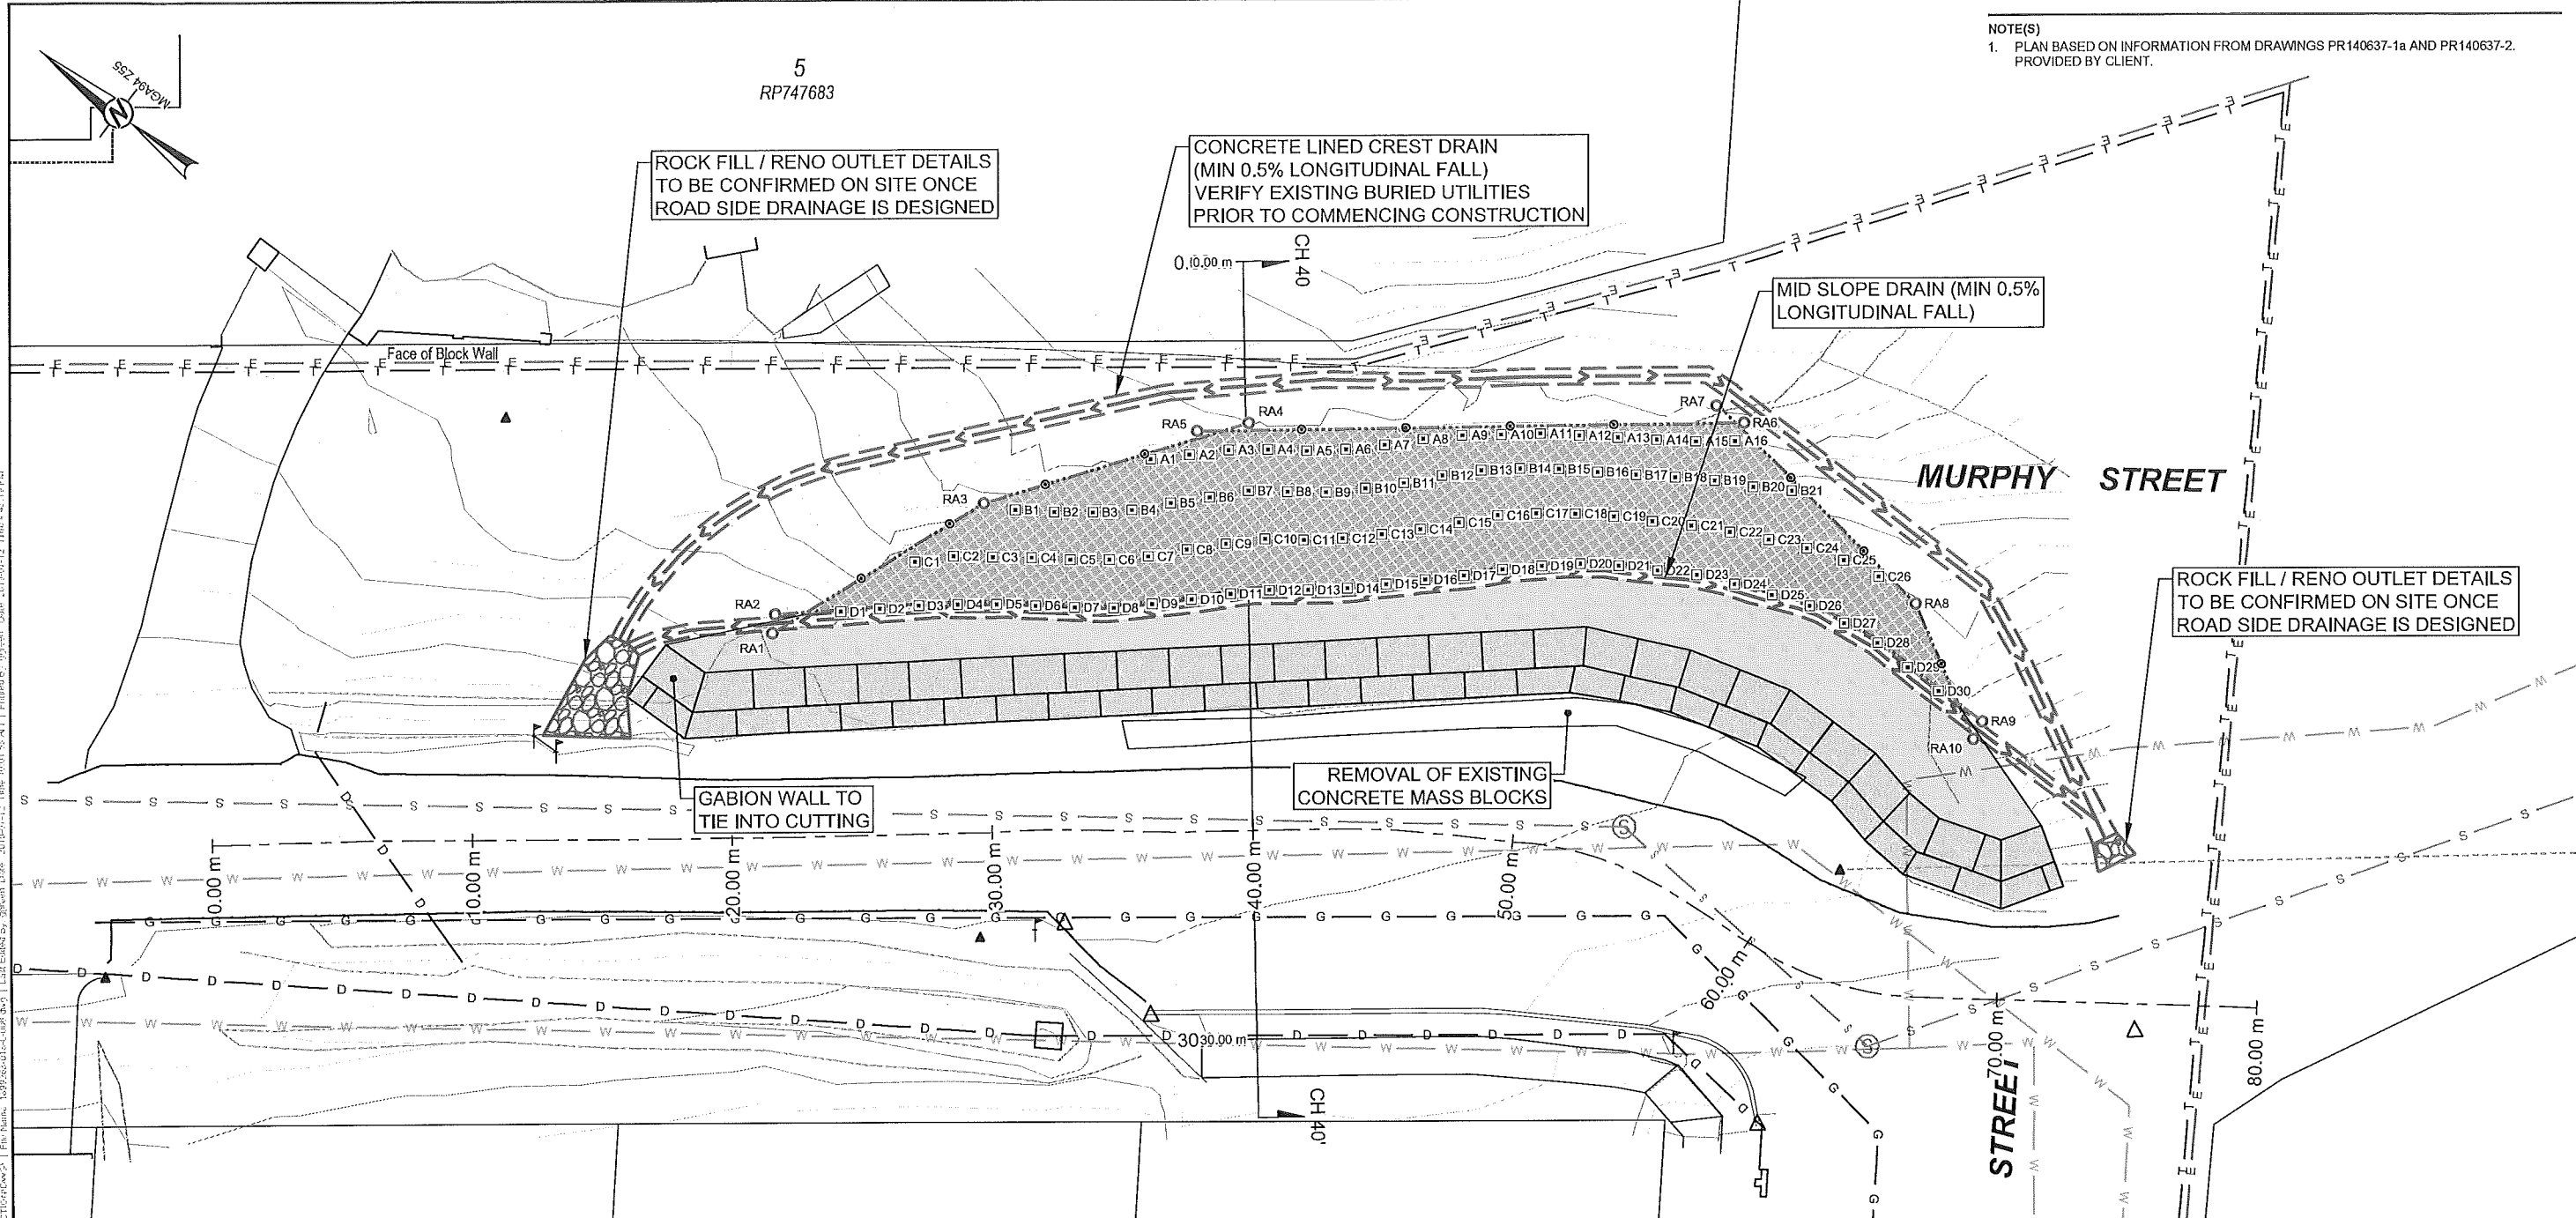 NOTE(S)
1. PLAN BASED ON INFORMATION FROM DRAWINGS PR140637-1a AND PR140637-2.
PROVIDED BY CLIENT.
MGA94 Z55
N
5
RP747683
ROCK FILL / RENO OUTLET DETAILS
TO BE CONFIRMED ON SITE ONCE
ROAD SIDE DRAINAGE IS DESIGNED
CONCRETE LINED CREST DRAIN
(MIN 0.5% LONGITUDINAL FALL)
VERIFY EXISTING BURIED UTILITIES
PRIOR TO COMMENCING CONSTRUCTION
CH 40
0.00 m
MID SLOPE DRAIN (MIN 0.5%
LONGITUDINAL FALL)
Face of Block Wall
MURPHY STREET
RA7
RA4
RA5
RA6
A1 A2 A3 A4 A5 A6 A7 A8 A9 A10 A11 A12 A13 A14 A15 A16
RA3
B1 B2 B3 B4 B5 B6 B7 B8 B9 B10 B11 B12 B13 B14 B15 B16 B17 B18 B19 B20 B21
C1 C2 C3 C4 C5 C6 C7 C8 C9 C10 C11 C12 C13 C14 C15 C16 C17 C18 C19 C20 C21 C22 C23 C24 C25 C26
RA2
D1 D2 D3 D4 D5 D6 D7 D8 D9 D10 D11 D12 D13 D14 D15 D16 D17 D18 D19 D20 D21 D22 D23 D24 D25 D26 D27 D28 D29 D30
RA1
RA8
RA9
RA10
ROCK FILL / RENO OUTLET DETAILS
TO BE CONFIRMED ON SITE ONCE
ROAD SIDE DRAINAGE IS DESIGNED
GABION WALL TO
TIE INTO CUTTING
REMOVAL OF EXISTING
CONCRETE MASS BLOCKS
0.00 m
10.00 m
20.00 m
30.00 m
40.00 m
50.00 m
60.00 m
70.00 m
80.00 m
30 30.00 m
CH 40'
STREET